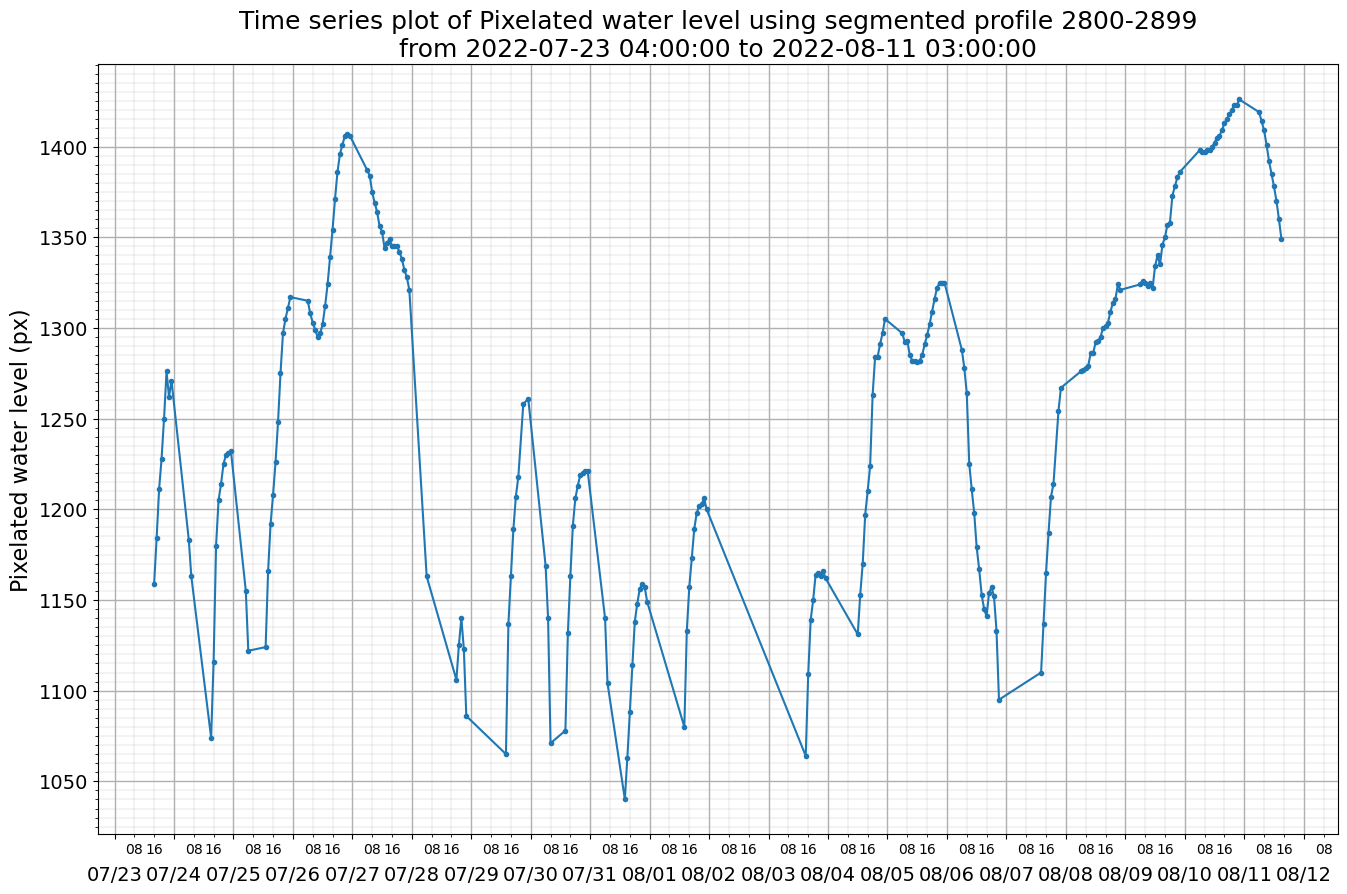 Time series plot of Pixelated water level using segmented profile 2800-2899
from 2022-07-23 04:00:00 to 2022-08-11 03:00:00
Pixelated water level (px)
1400
1350
1300
1250
1200
1150
1100
1050
08 16 08 16 08 16 08 16 08 16 08 16 08 16 08 16 08 16 08 16 08 16 08 16 08 16 08 16 08 16 08 16 08 16 08 16 08 16 08 16 08
07/23 07/24 07/25 07/26 07/27 07/28 07/29 07/30 07/31 08/01 08/02 08/03 08/04 08/05 08/06 08/07 08/08 08/09 08/10 08/11 08/12